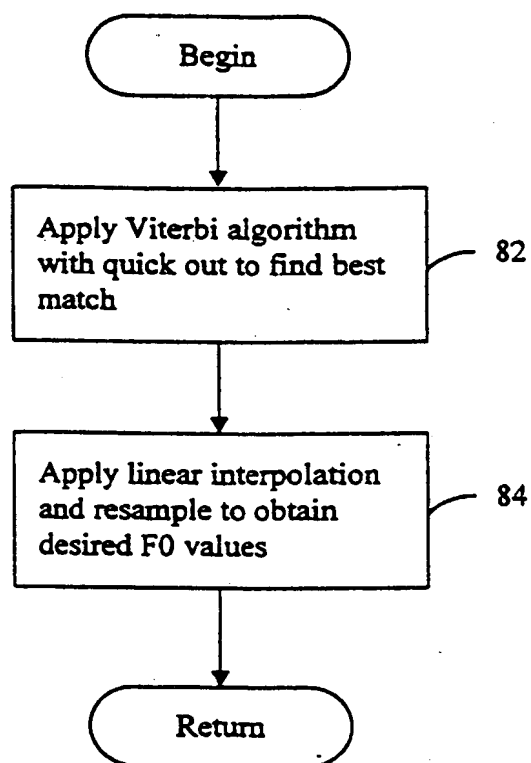 Begin
Apply Viterbi algorithm
with quick out to find best
match
82
Apply linear interpolation
and resample to obtain
desired F0 values
84
Return